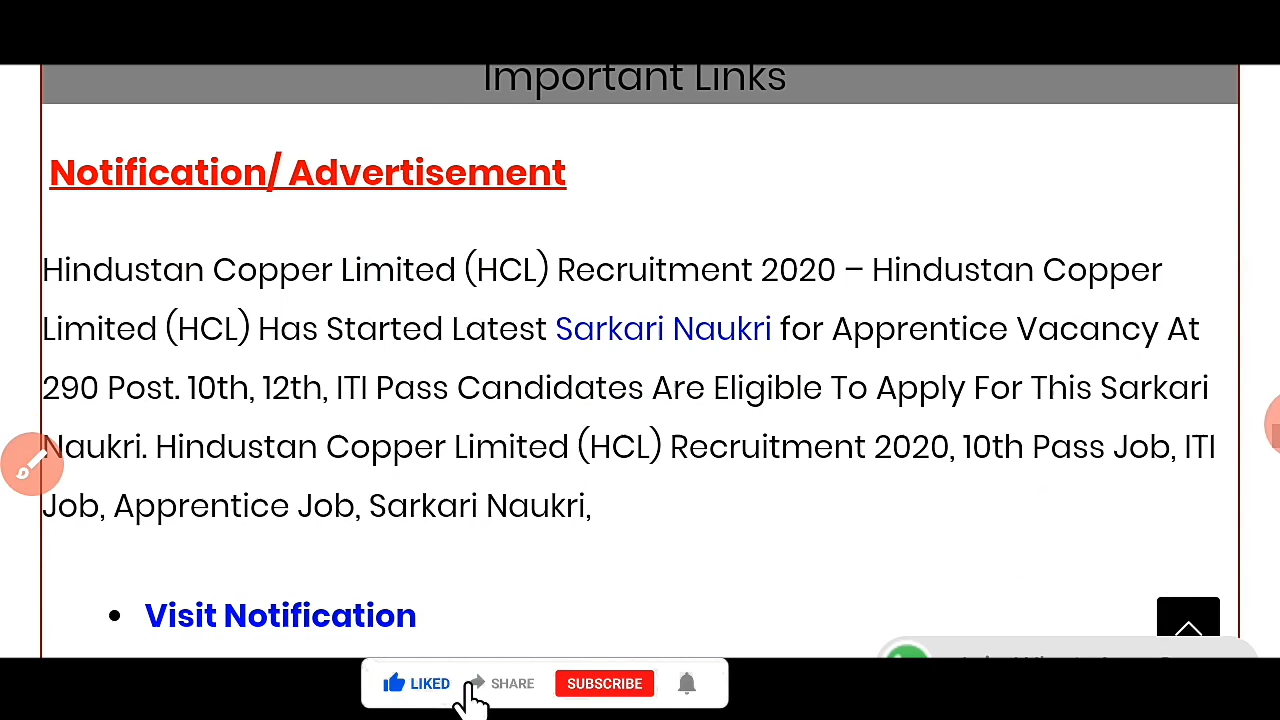 Important Links
Notification/ Advertisement
Hindustan Copper Limited (HCL) Recruitment 2020 – Hindustan Copper
Limited (HCL) Has Started Latest Sarkari Naukri for Apprentice Vacancy At
290 Post. 10th, 12th, ITI Pass Candidates Are Eligible To Apply For This Sarkari
Naukri. Hindustan Copper Limited (HCL) Recruitment 2020, 10th Pass Job, ITI
Job, Apprentice Job, Sarkari Naukri,
Visit Notification
LIKED SHARE SUBSCRIBE